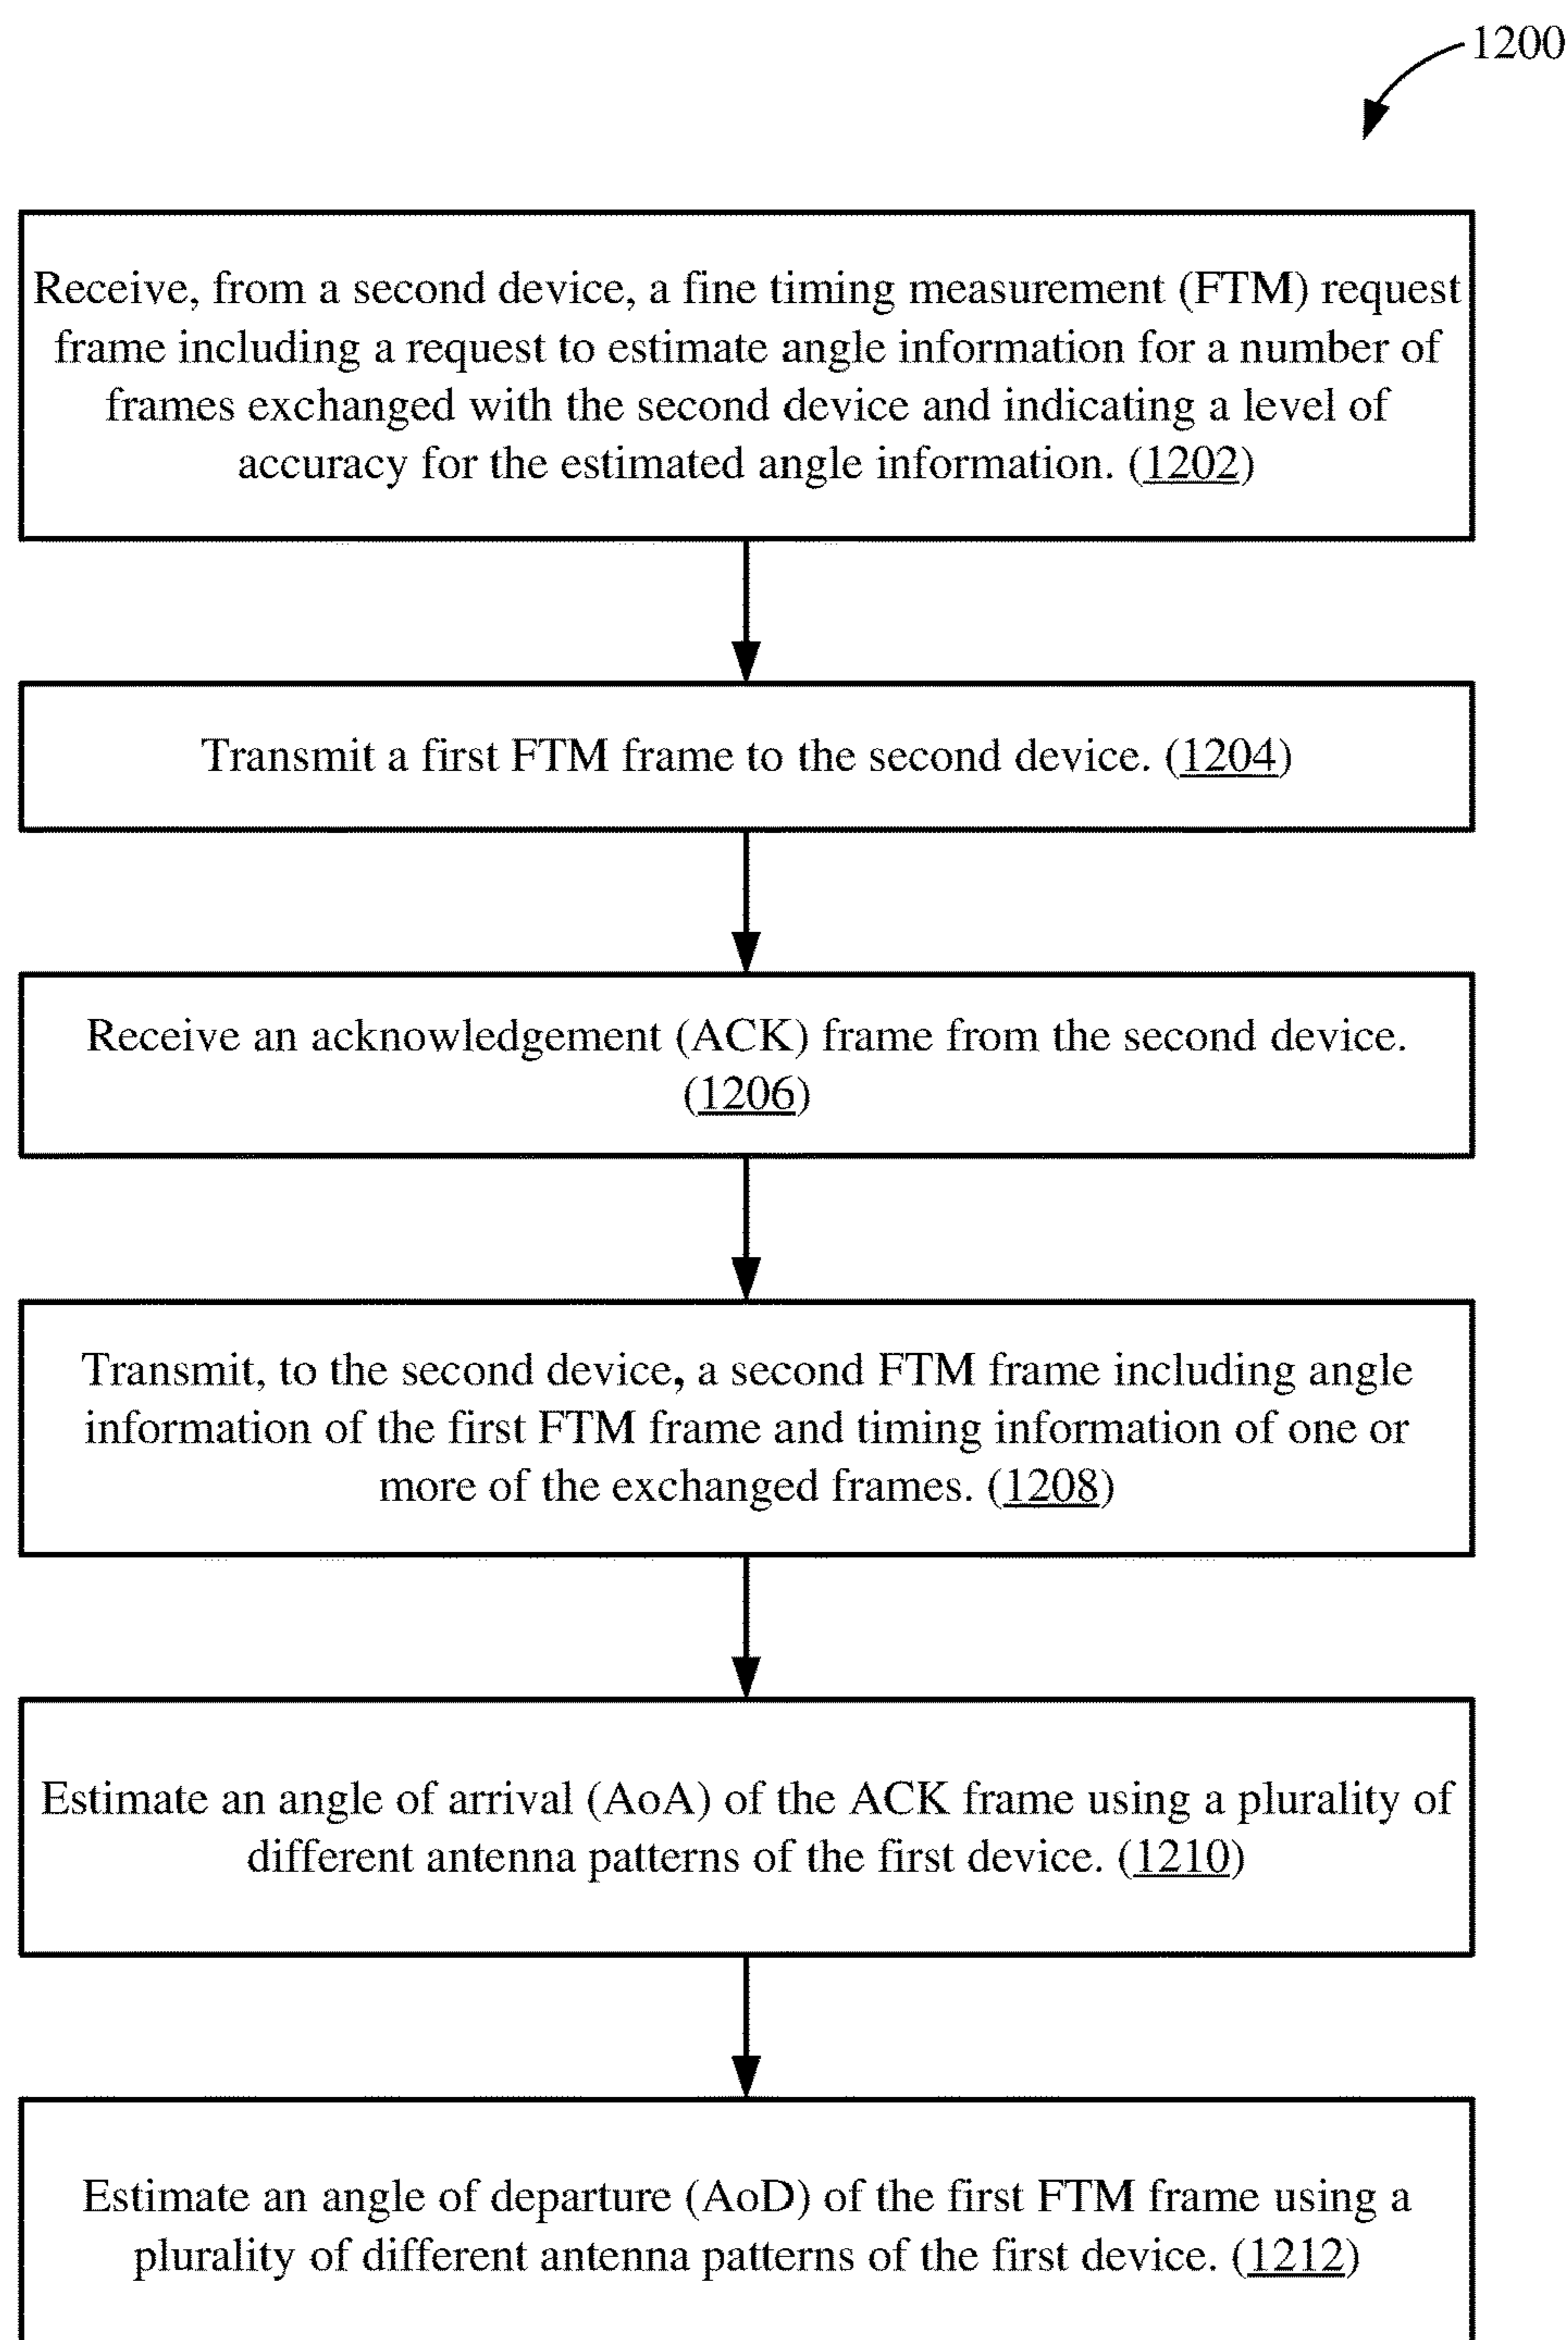 1200
Receive, from a second device, a fine timing measurement (FTM) request
frame including a request to estimate angle information for a number of
frames exchanged with the second device and indicating a level of
accuracy for the estimated angle information. (1202)
Transmit a first FTM frame to the second device. (1204)
Receive an acknowledgement (ACK) frame from the second device.
(1206)
Transmit, to the second device, a second FTM frame including angle
information of the first FTM frame and timing information of one or
more of the exchanged frames. (1208)
Estimate an angle of arrival (AoA) of the ACK frame using a plurality of
different antenna patterns of the first device. (1210)
Estimate an angle of departure (AoD) of the first FTM frame using a
plurality of different antenna patterns of the first device. (1212)